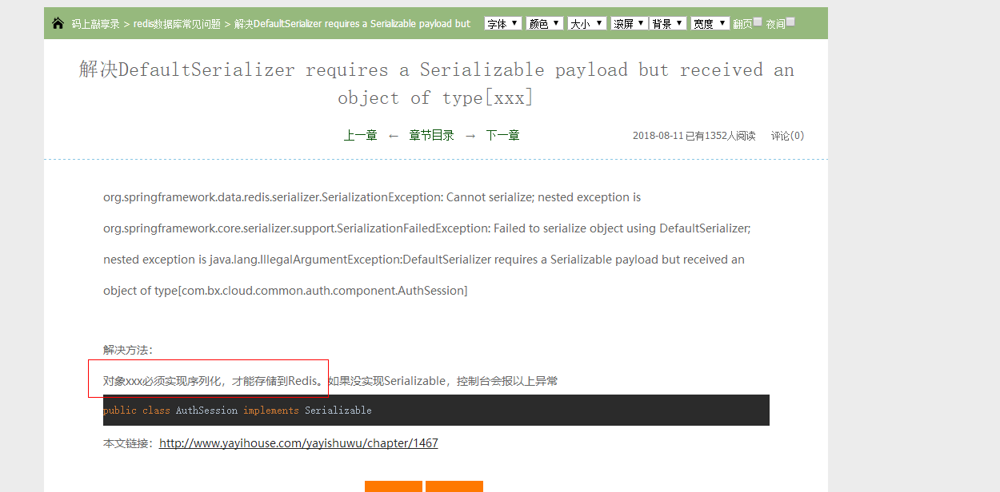 码上敲享录 > redis数据库常见问题 > 解决DefaultSerializer requires a Serializable payload but 字体 ▼ 颜色 ▼ 大小 ▼ 滚屏 ▼ 背景 ▼ 宽度 ▼ 翻页 夜间
解决DefaultSerializer requires a Serializable payload but received an
object of type[xxx]
上一章 ← 章节目录 → 下一章 2018-08-11 已有1352人阅读 评论(0)
org.springframework.data.redis.serializer.SerializationException: Cannot serialize; nested exception is
org.springframework.core.serializer.support.SerializationFailedException: Failed to serialize object using DefaultSerializer;
nested exception is java.lang.IllegalArgumentException:DefaultSerializer requires a Serializable payload but received an
object of type[com.bx.cloud.common.auth.component.AuthSession]
解决方法：
对象xxx必须实现序列化，才能存储到Redis。如果没实现Serializable，控制台会报以上异常
public class AuthSession implements Serializable
本文链接：http://www.yayihouse.com/yayishuwu/chapter/1467